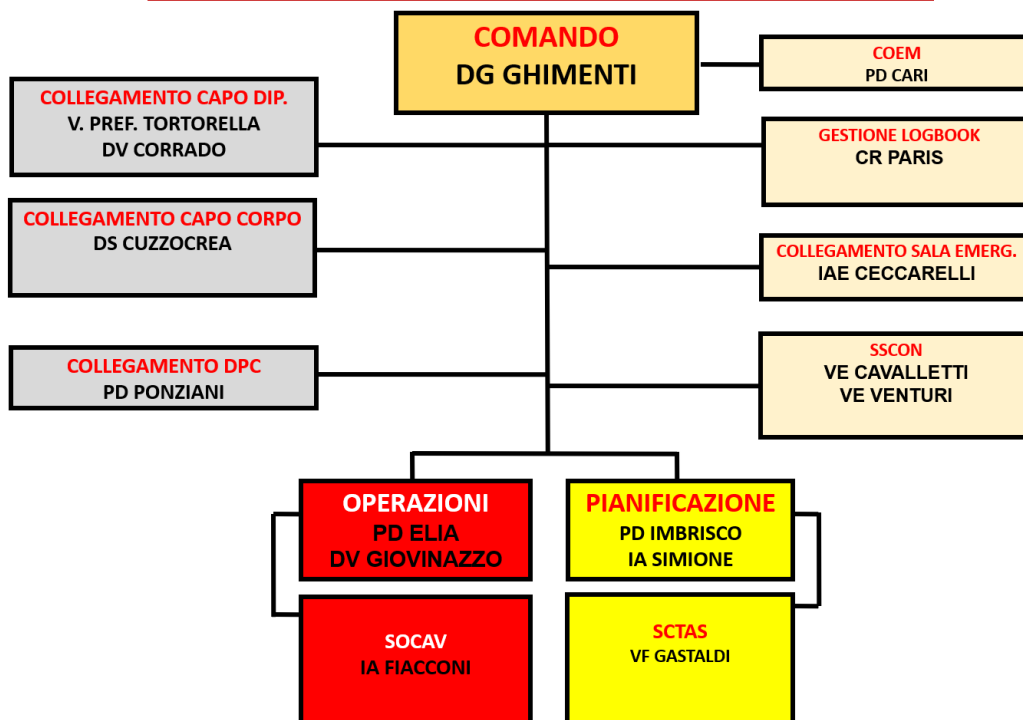 COMANDO
DG GHIMENTI
COEM
PD CARI
COLLEGAMENTO CAPO DIP.
V. PREF. TORTORELLA
DV CORRADO
GESTIONE LOGBOOK
CR PARIS
COLLEGAMENTO CAPO CORPO
DS CUZZOCREA
COLLEGAMENTO SALA EMERG.
IAE CECCARELLI
COLLEGAMENTO DPC
PD PONZIANI
SSCON
VE CAVALLETTI
VE VENTURI
OPERAZIONI
PD ELIA
DV GIOVINAZZO
PIANIFICAZIONE
PD IMBRISCO
IA SIMIONE
SOCAV
IA FIACCONI
SCTAS
VF GASTALDI